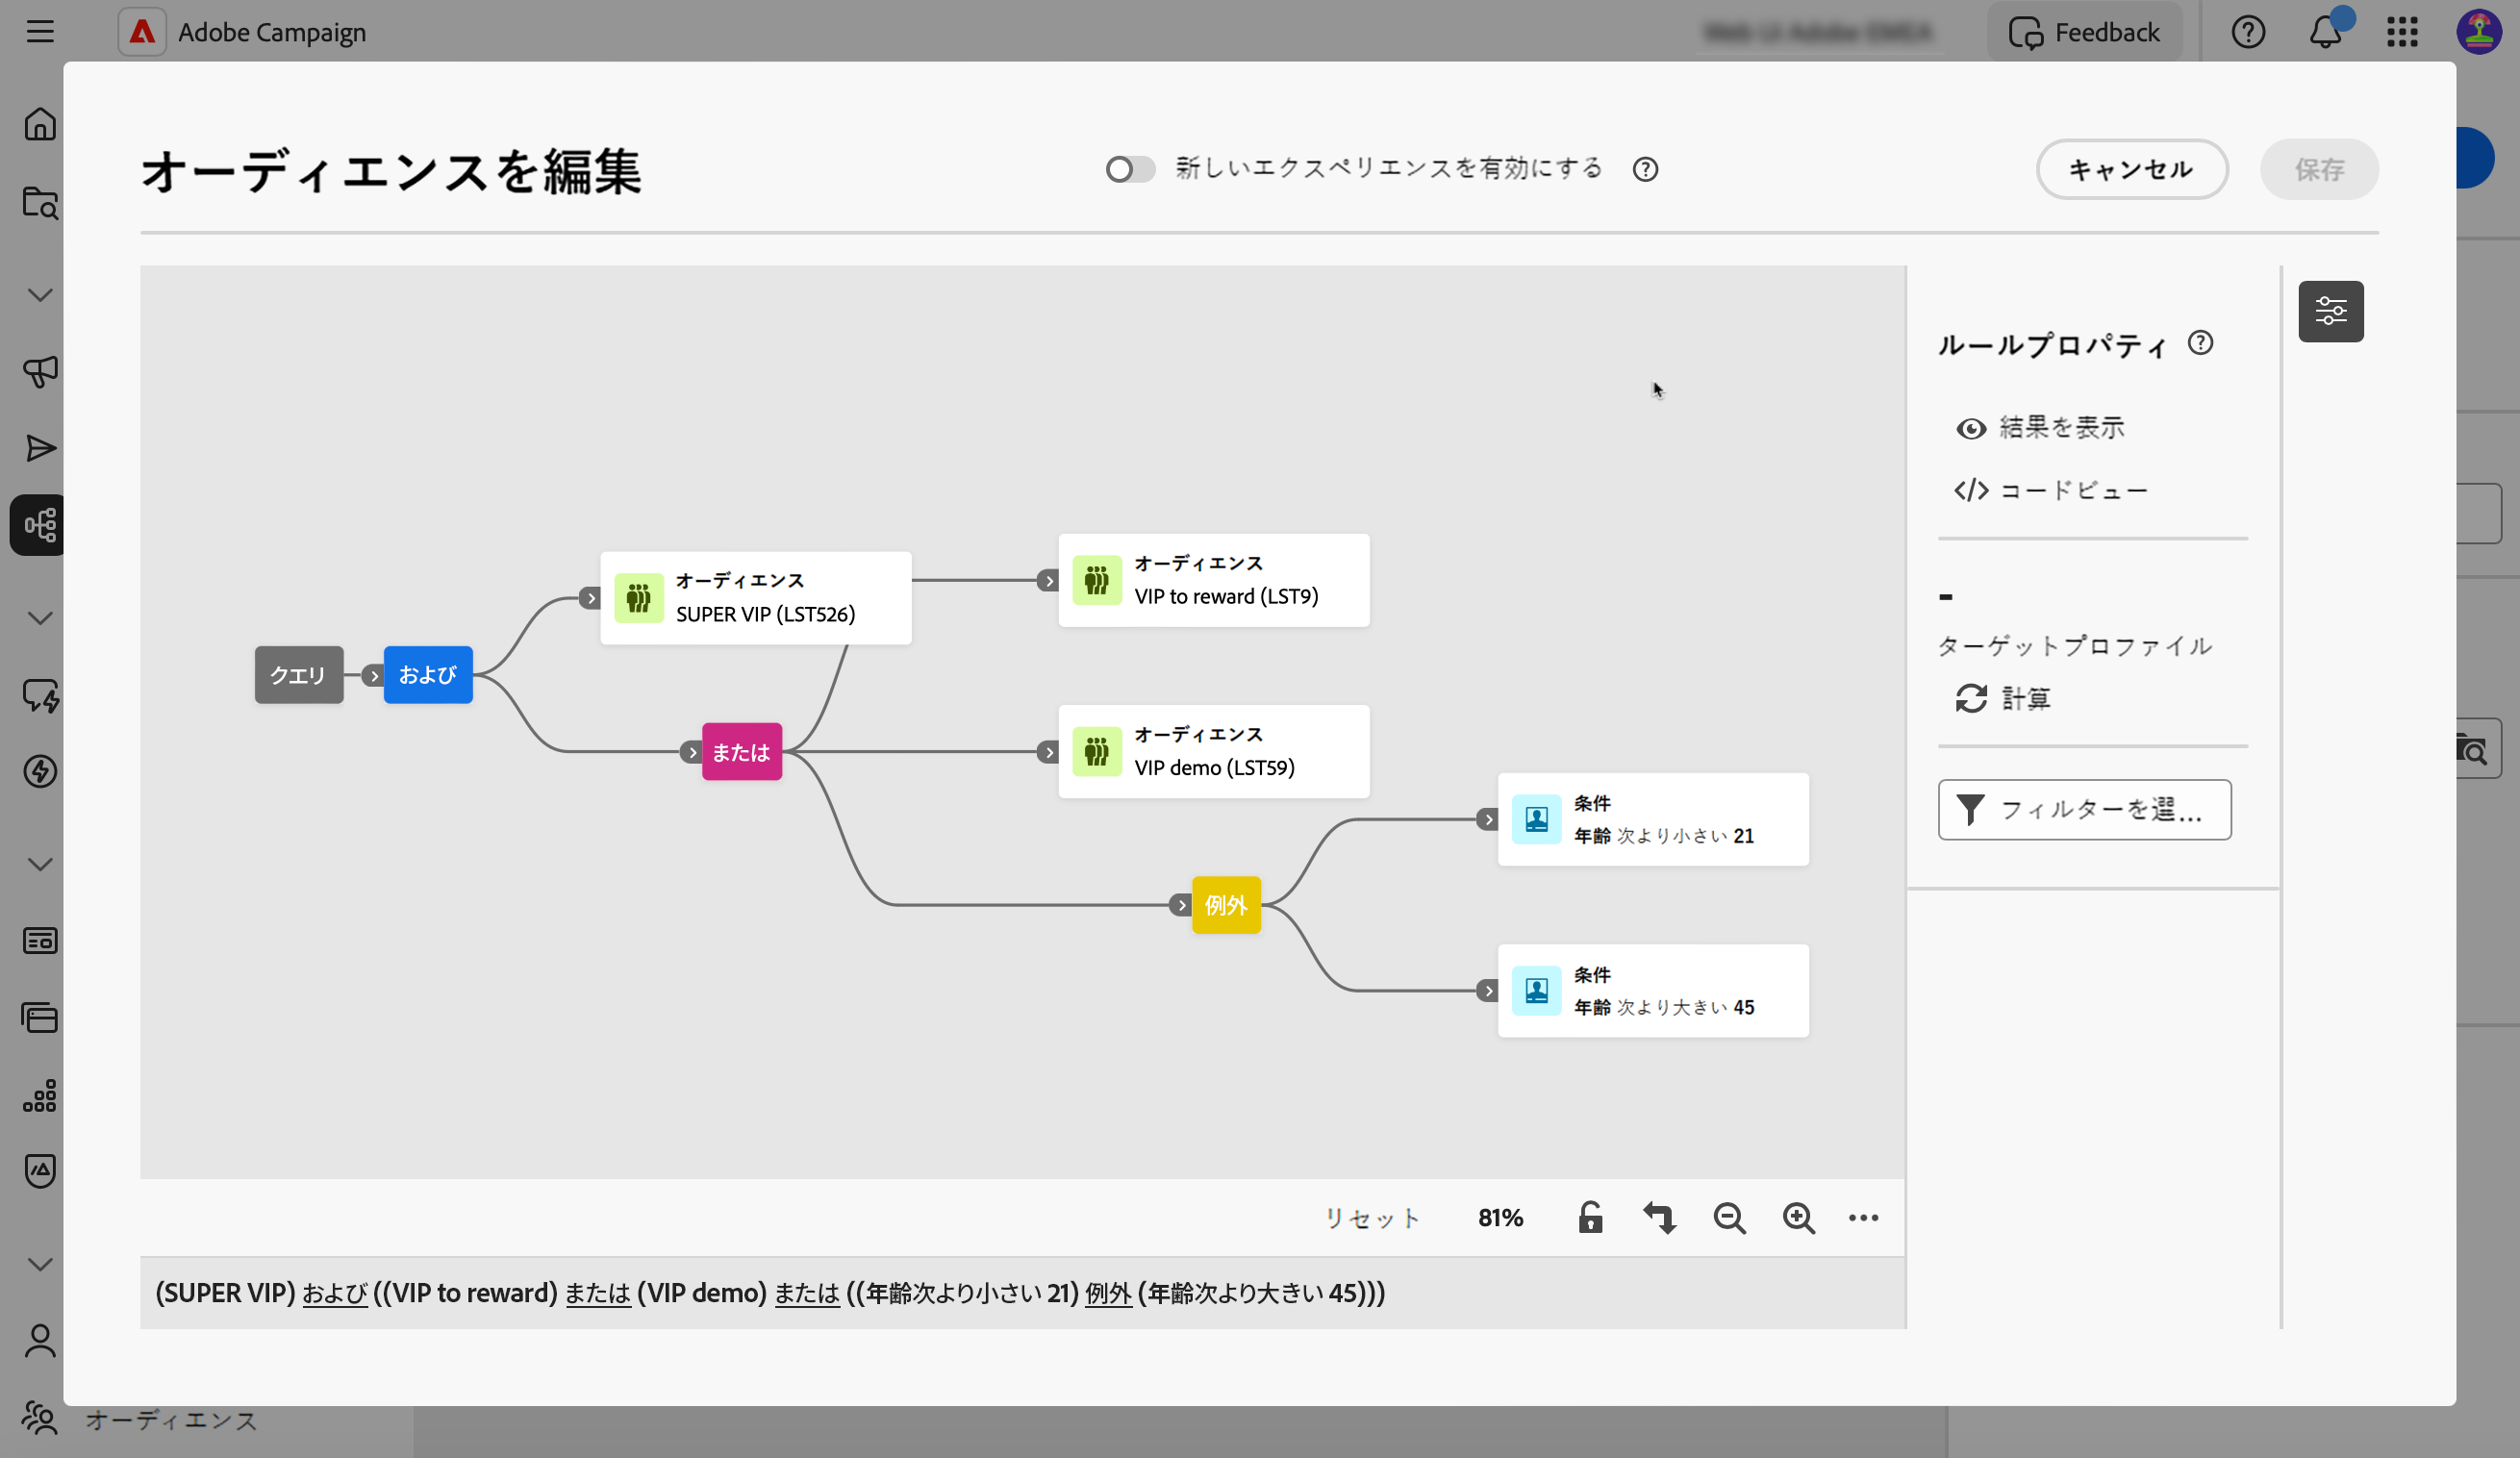 Adobe Campaign
Feedback
オーディエンスを編集
新しいエクスペリエンスを有効にする
キャンセル
保存
ルールプロパティ
結果を表示
コードビュー
-
ターゲットプロファイル
計算
フィルターを選...
クエリ
および
オーディエンス
SUPER VIP (LST526)
オーディエンス
VIP to reward (LST9)
または
オーディエンス
VIP demo (LST59)
例外
条件
年齢 次より小さい 21
条件
年齢 次より大きい 45
リセット
81%
(SUPER VIP) および ((VIP to reward) または (VIP demo) または ((年齢次より小さい 21) 例外 (年齢次より大きい 45)))
オーディエンス